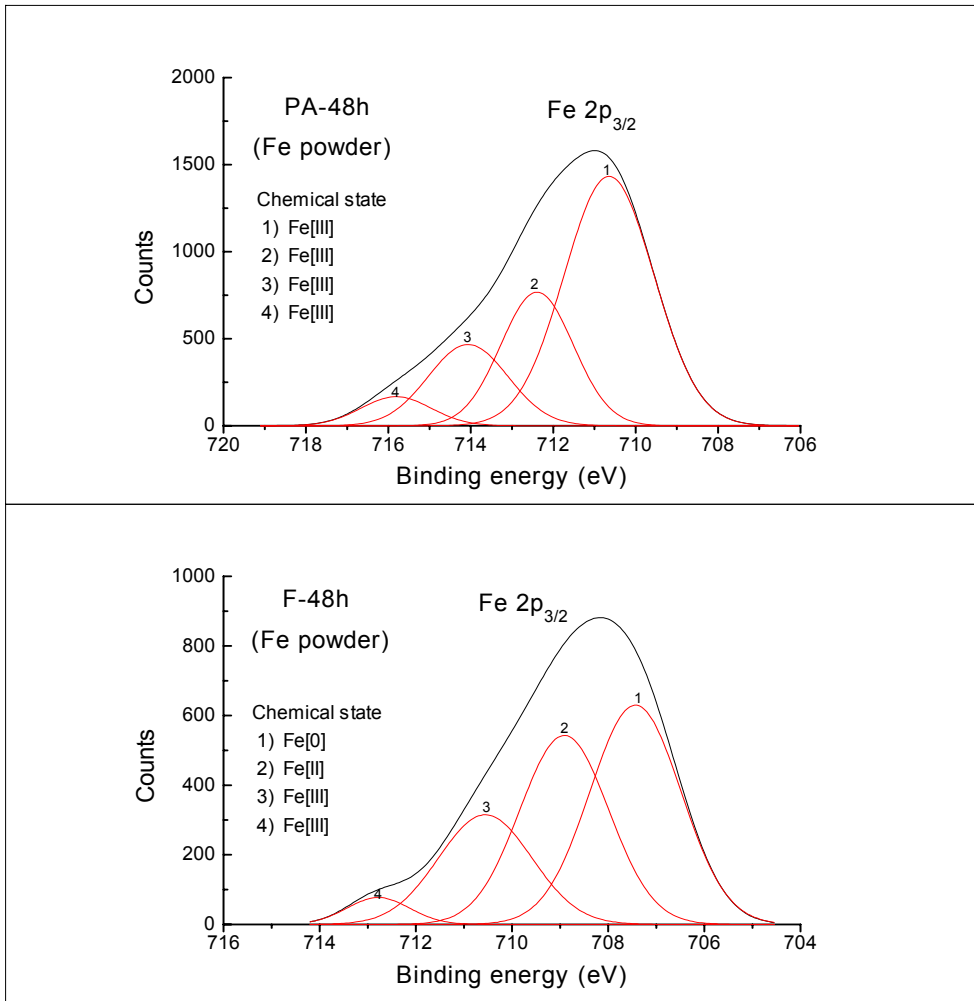 2000
PA-48h
Fe 2p3/2
(Fe powder)
1500
1
Chemical state
1) Fe[III]
2) Fe[III]
3) Fe[III]
4) Fe[III]
1000
2
500
3
4
0
720 718 716 714 712 710 708 706
Counts
Binding energy (eV)
1000
F-48h
Fe 2p3/2
(Fe powder)
800
Chemical state
1) Fe[0]
2) Fe[II]
3) Fe[III]
4) Fe[III]
1
600
2
400
3
200
4
0
716 714 712 710 708 706 704
Counts
Binding energy (eV)